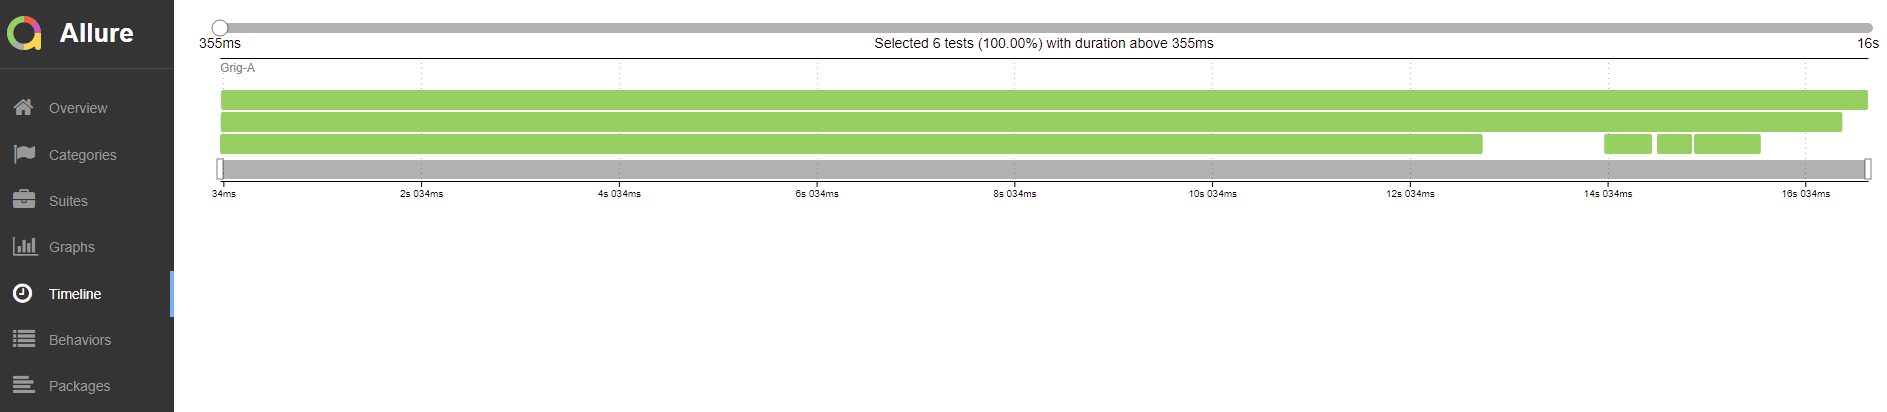 Allure
Overview
Categories
Suites
Graphs
Timeline
Behaviors
Packages
355ms
Selected 6 tests (100.00%) with duration above 355ms
16s
Grig-A
34ms
2s 034ms
4s 034ms
6s 034ms
8s 034ms
10s 034ms
12s 034ms
14s 034ms
16s 034ms